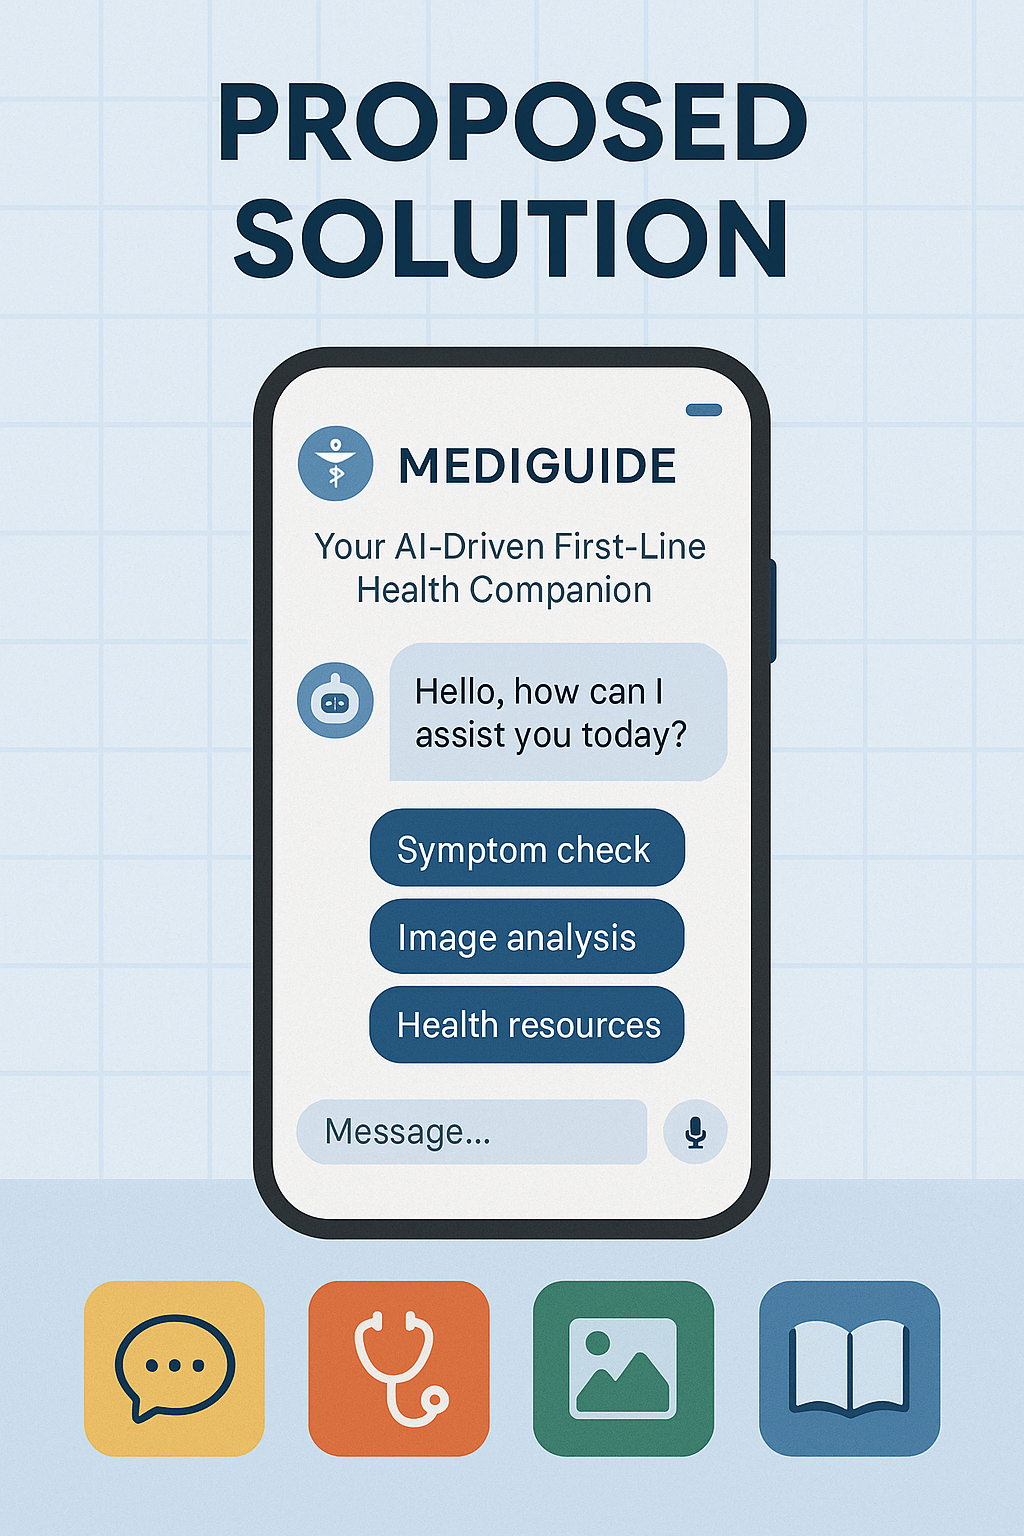 PROPOSED
SOLUTION
MEDIGUIDE
Your AI-Driven First-Line
Health Companion
Hello, how can I
assist you today?
Symptom check
Image analysis
Health resources
Message...